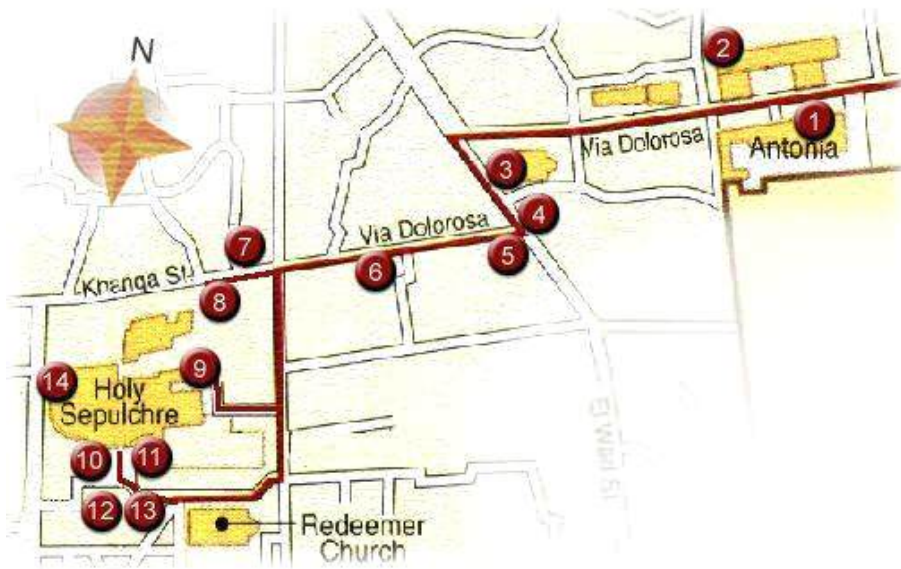 N
2
1
Via Dolorosa
Antonia
3
4
Via Dolorosa
7
5
6
Khanqa St.
8
9
14
Holy
Sepulchre
El Wad St
10
11
12
13
Redeemer
Church